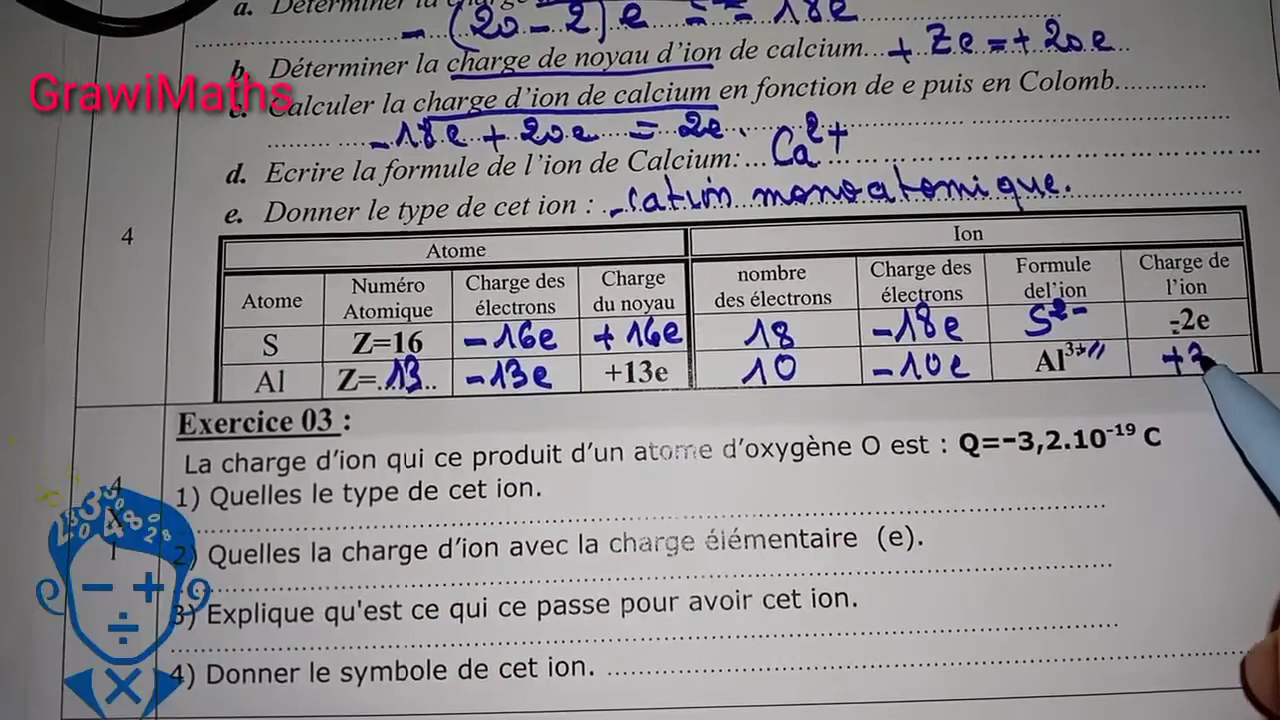 a. Déterminer la
- (20 - 2) e = - 18e
b. Déterminer la charge de noyau d'ion de calcium... + Ze = + 20e
GrawiMaths
c. Calculer la charge d'ion de calcium en fonction de e puis en Colomb.............
- 18e + 20e = 2e.
d. Ecrire la formule de l'ion de Calcium:... Ca2+
e. Donner le type de cet ion : ..cation monoatomique.
4
Atome Ion
Atome Numéro Atomique Charge des électrons Charge du noyau nombre des électrons Charge des électrons Formule del'ion Charge de l'ion
S Z=16 - 16e + 16e 18 - 18e S2- -2e
Al Z=.13.. - 13e +13e 10 - 10e Al3+ +3
Exercice 03 :
La charge d'ion qui ce produit d'un atome d'oxygène O est : Q=-3,2.10-19 C
4
1) Quelles le type de cet ion.
1
2) Quelles la charge d'ion avec la charge élémentaire (e).
3) Explique qu'est ce qui ce passe pour avoir cet ion.
4) Donner le symbole de cet ion. ..........